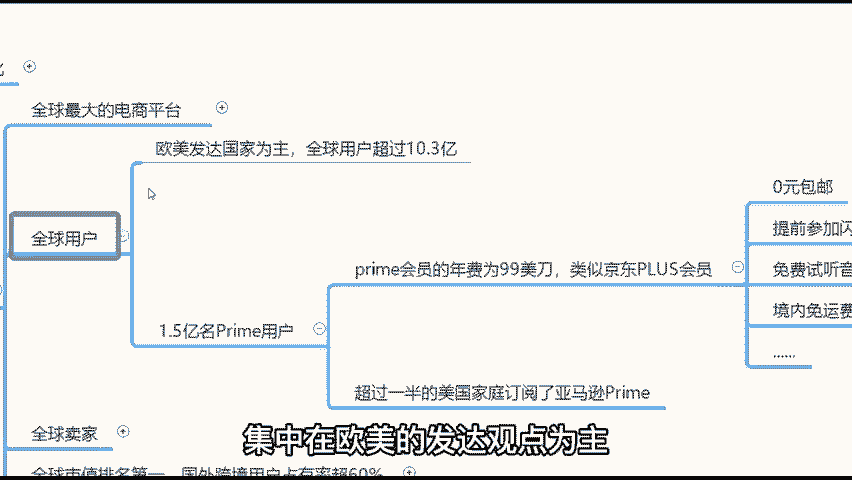 全球最大的电商平台
欧美发达国家为主，全球用户超过10.3亿
0元包邮
提前参加闪
全球用户
prime会员的年费为99美刀，类似京东PLUS会员
免费试听音
境内免运费
1.5亿名Prime用户
......
超过一半的美国家庭订阅了亚马逊Prime
全球卖家
集中在欧美的发达观点为主
全球市值排名第一，国外跨境用户占有率超60%